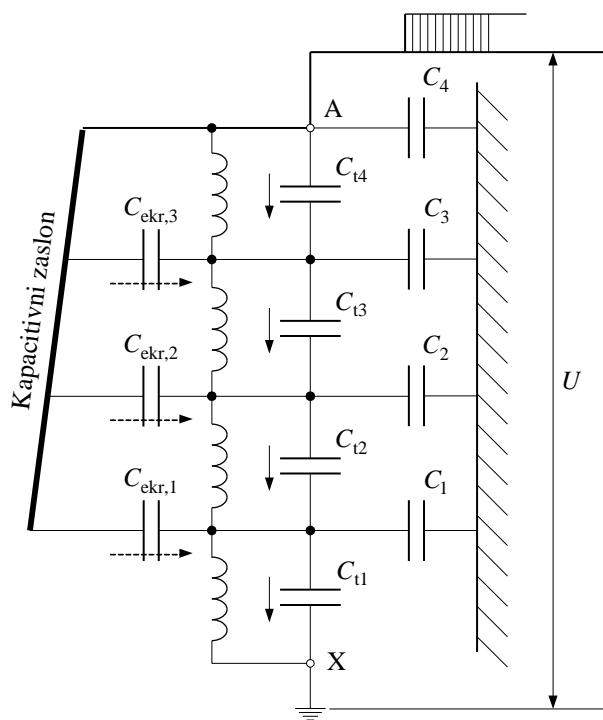 C4
A
Ct4
Cekr,3
C3
Kapacitivni zaslon
Ct3
Cekr,2
C2
U
Ct2
Cekr,1
C1
Ct1
X